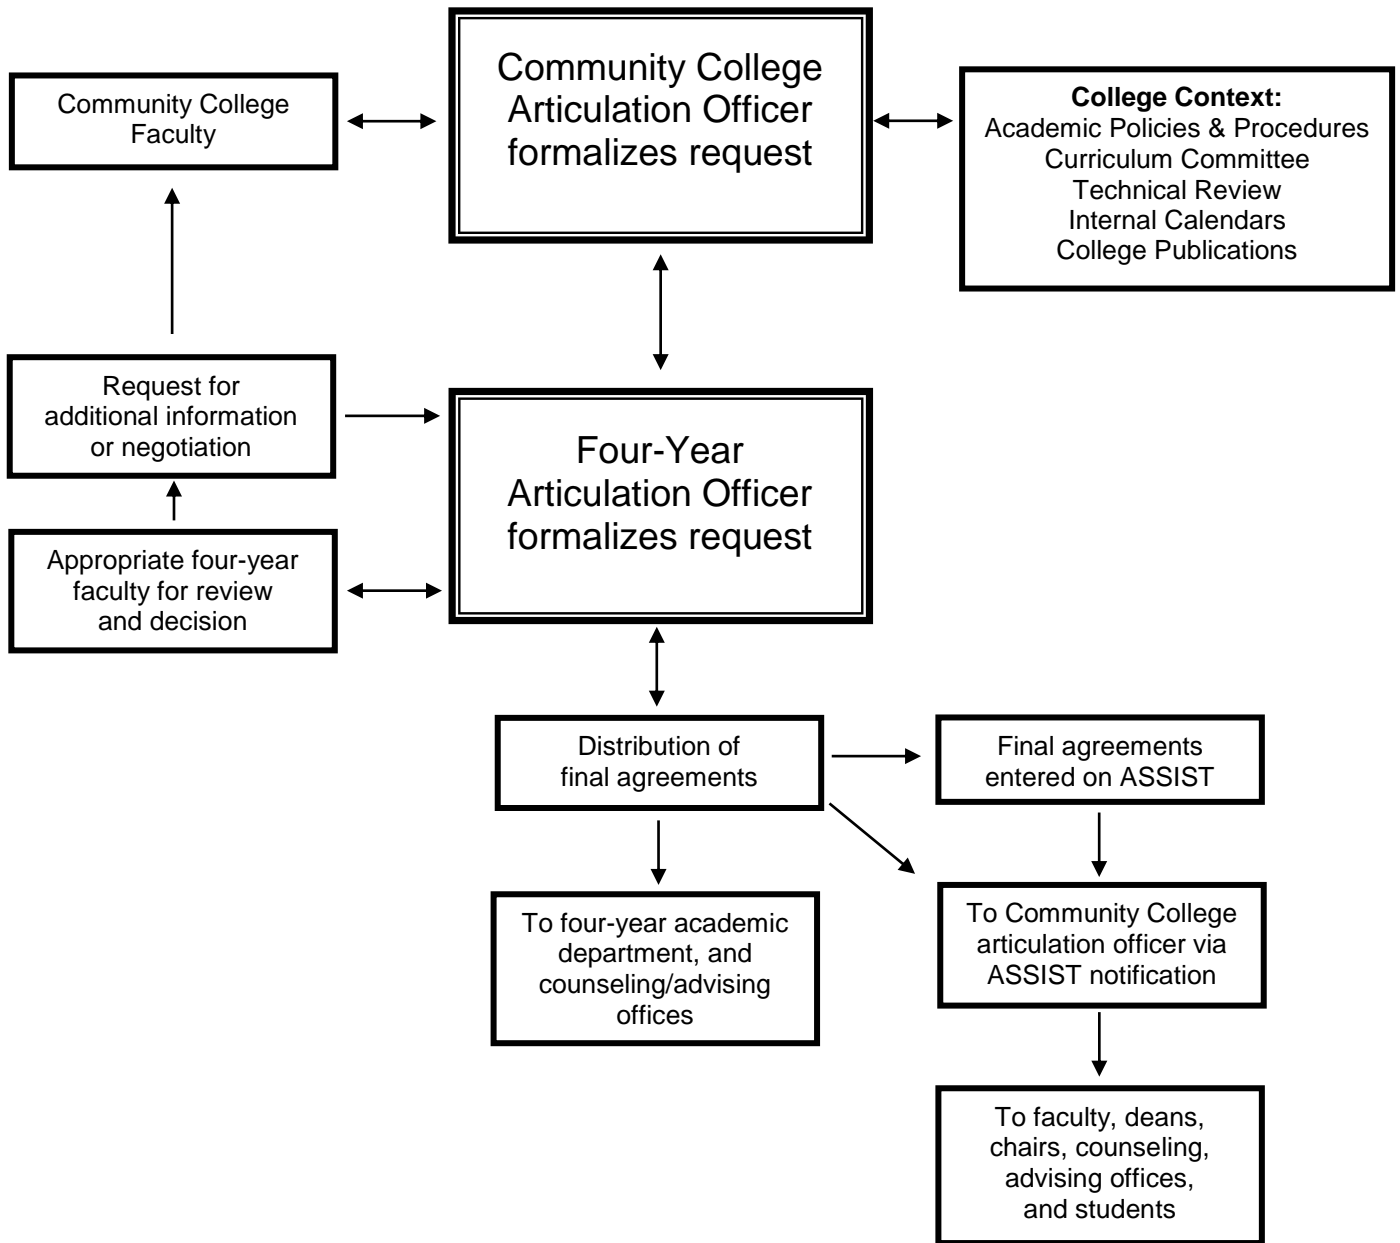 Community College
Articulation Officer
formalizes request
Community College
Faculty
College Context:
Academic Policies & Procedures
Curriculum Committee
Technical Review
Internal Calendars
College Publications
Request for
additional information
or negotiation
Four-Year
Articulation Officer
formalizes request
Appropriate four-year
faculty for review
and decision
Distribution of
final agreements
Final agreements
entered on ASSIST
To four-year academic
department, and
counseling/advising
offices
To Community College
articulation officer via
ASSIST notification
To faculty, deans,
chairs, counseling,
advising offices,
and students